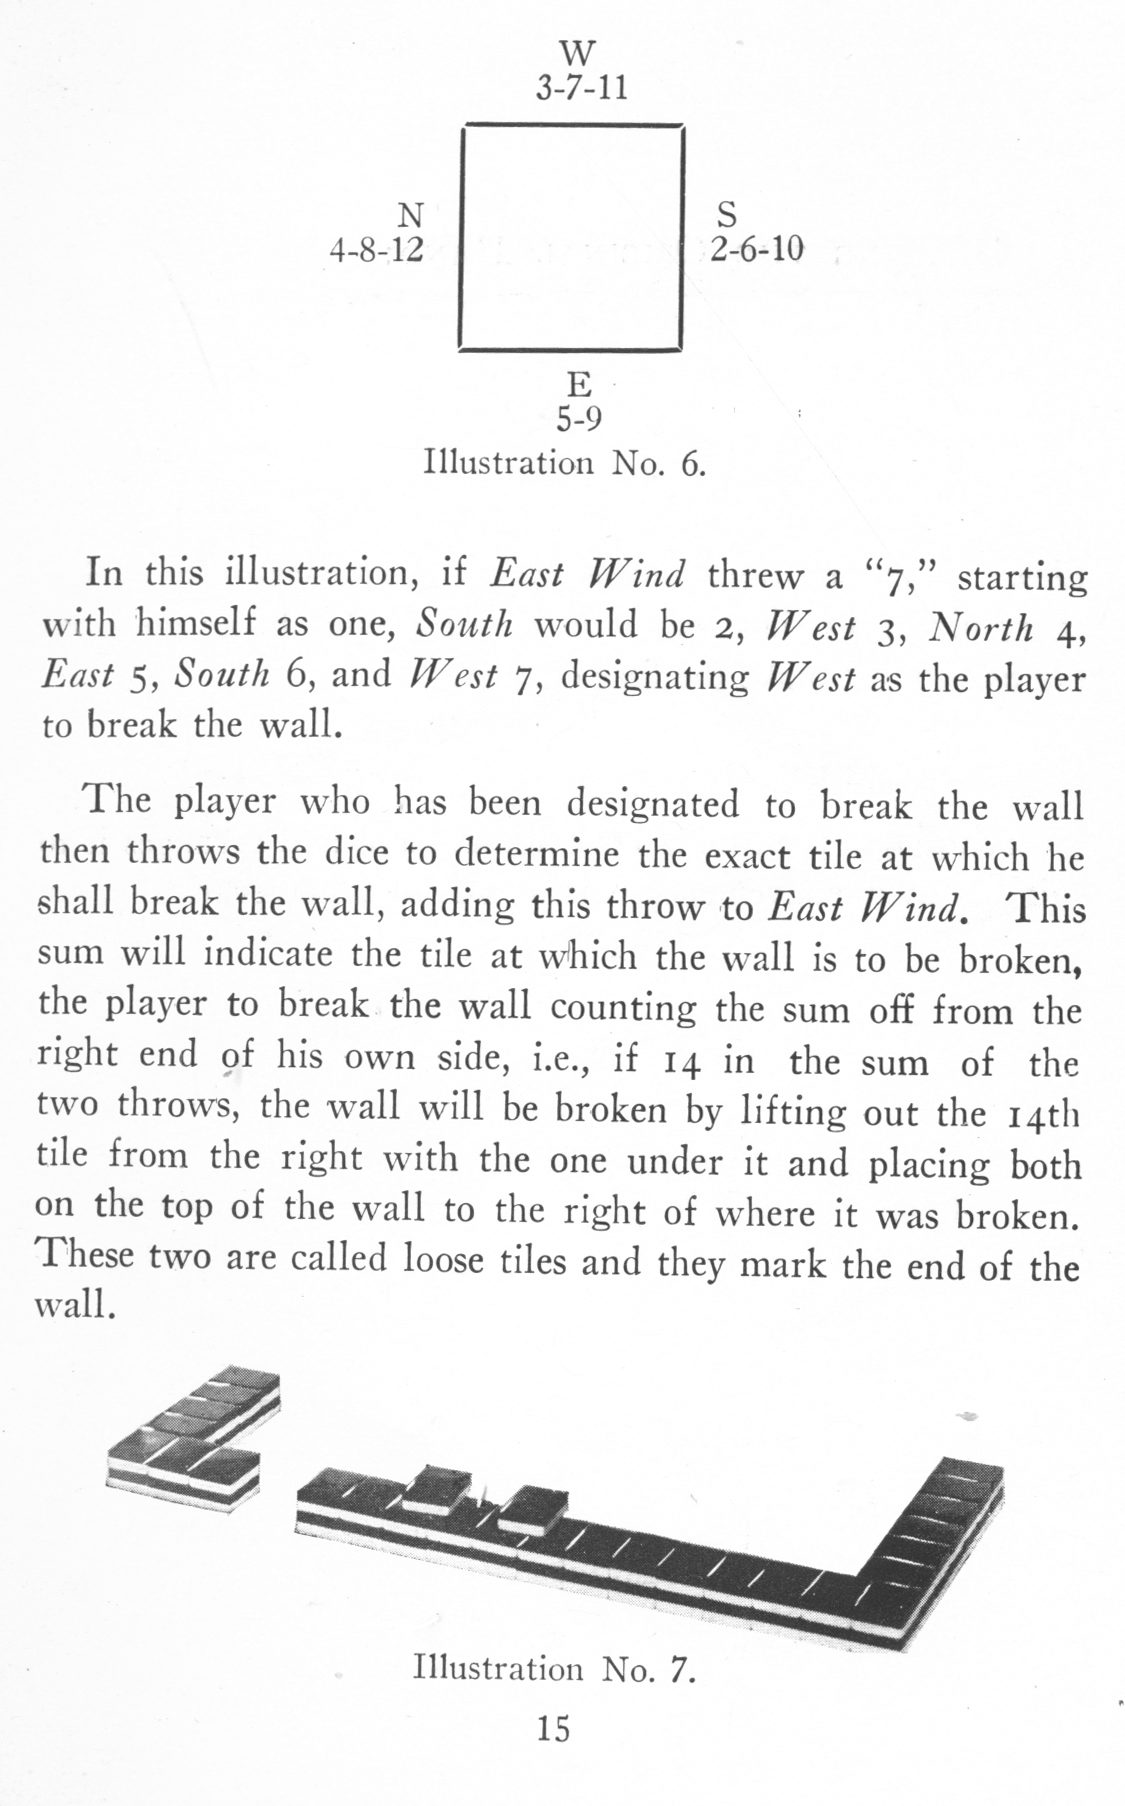 W
3-7-11
N
4-8-12
S
2-6-10
E
5-9
Illustration No. 6.
In this illustration, if East Wind threw a “7,” starting
with himself as one, South would be 2, West 3, North 4,
East 5, South 6, and West 7, designating West as the player
to break the wall.
The player who has been designated to break the wall
then throws the dice to determine the exact tile at which he
shall break the wall, adding this throw to East Wind. This
sum will indicate the tile at which the wall is to be broken,
the player to break the wall counting the sum off from the
right end of his own side, i.e., if 14 in the sum of the
two throws, the wall will be broken by lifting out the 14th
tile from the right with the one under it and placing both
on the top of the wall to the right of where it was broken.
These two are called loose tiles and they mark the end of the
wall.
Illustration No. 7.
15